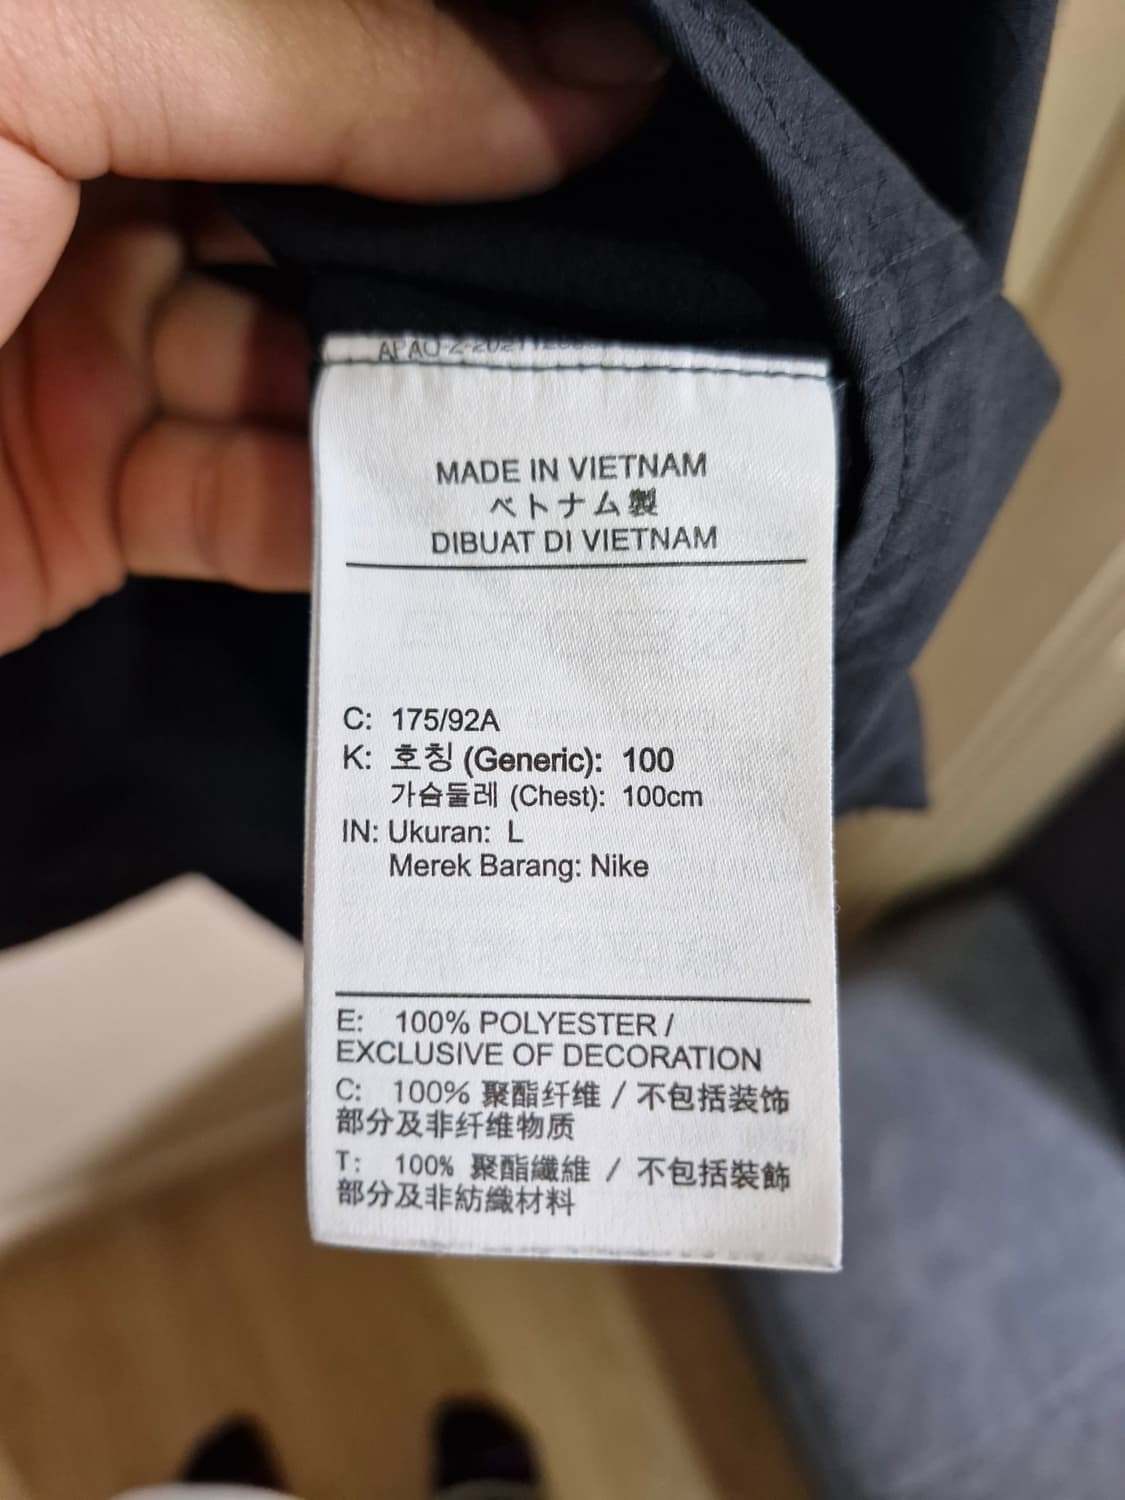 MADE IN VIETNAM
ベトナム製
DIBUAT DI VIETNAM
C: 175/92A
K: 호칭 (Generic): 100
가슴둘레 (Chest): 100cm
IN: Ukuran: L
Merek Barang: Nike
E: 100% POLYESTER /
EXCLUSIVE OF DECORATION
C: 100% 聚酯纤维 / 不包括装饰
部分及非纤维物质
T: 100% 聚酯纖維 / 不包括裝飾
部分及非紡織材料